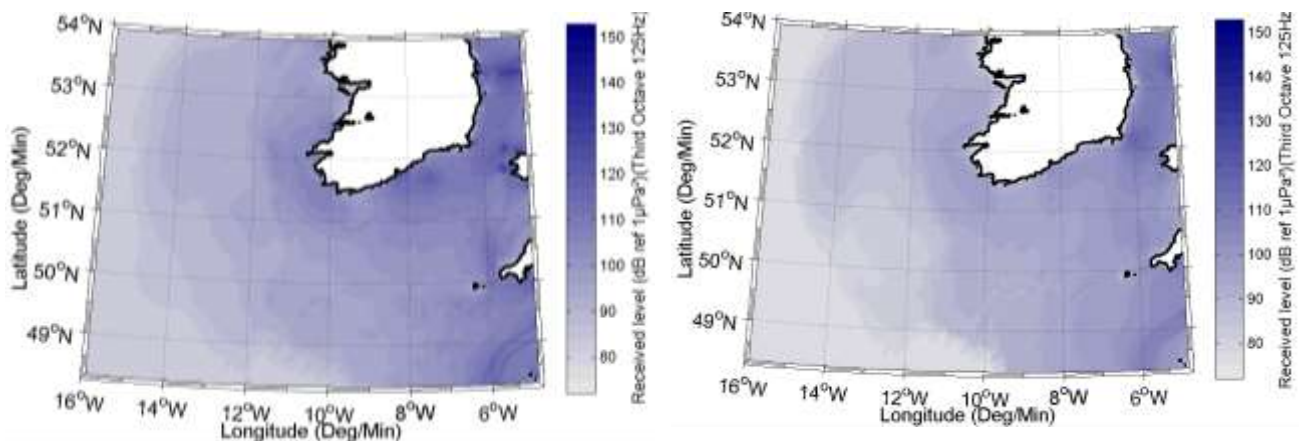 54°N
53°N
52°N
51°N
50°N
49°N
Latitude (Deg/Min)
16°W
14°W
12°W
10°W
8°W
6°W
Longitude (Deg/Min)
150
140
130
120
110
100
90
80
Received level (dB ref 1µPa²)(Third Octave 125Hz)
54°N
53°N
52°N
51°N
50°N
49°N
Latitude (Deg/Min)
16°W
14°W
12°W
10°W
8°W
6°W
Longitude (Deg/Min)
150
140
130
120
110
100
90
80
Received level (dB ref 1µPa²)(Third Octave 125Hz)